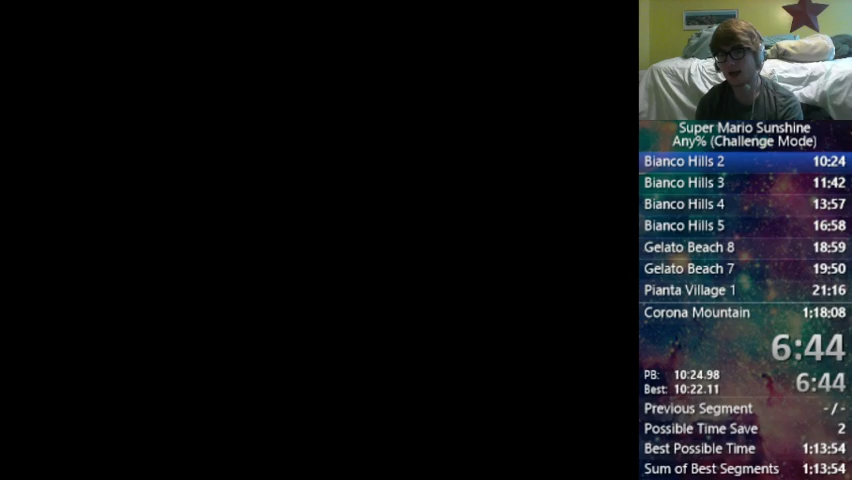 Super Mario Sunshine
Any% (Challenge Mode)
Bianco Hills 2 10:24
Bianco Hills 3 11:42
Bianco Hills 4 13:57
Bianco Hills 5 16:58
Gelato Beach 8 18:59
Gelato Beach 7 19:50
Pianta Village 1 21:16
Corona Mountain 1:18:08
6:44
PB: 10:24.98
Best: 10:22.11
6:44
Previous Segment -/-
Possible Time Save 2
Best Possible Time 1:13:54
Sum of Best Segments 1:13:54